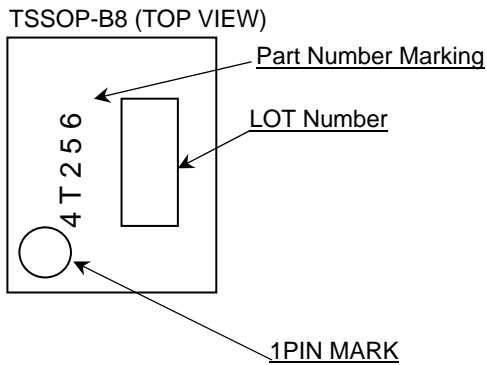 TSSOP-B8 (TOP VIEW)
Part Number Marking
LOT Number
4T256
1PIN MARK